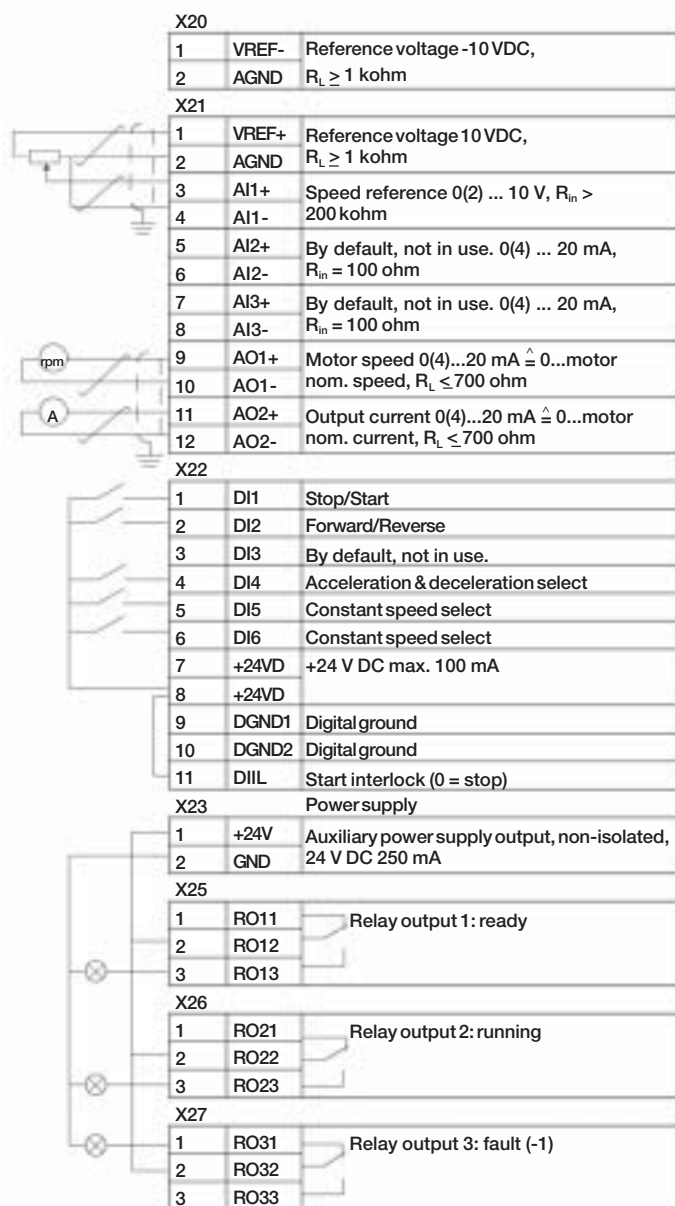 X20
1 VREF- Reference voltage -10 VDC,
2 AGND R_L ≥ 1 kohm
X21
1 VREF+ Reference voltage 10 VDC,
2 AGND R_L ≥ 1 kohm
3 AI1+ Speed reference 0(2) ... 10 V, R_in >
4 AI1- 200 kohm
5 AI2+ By default, not in use. 0(4) ... 20 mA,
6 AI2- R_in = 100 ohm
7 AI3+ By default, not in use. 0(4) ... 20 mA,
8 AI3- R_in = 100 ohm
rpm 9 AO1+ Motor speed 0(4)...20 mA ≙ 0...motor
10 AO1- nom. speed, R_L ≤ 700 ohm
A 11 AO2+ Output current 0(4)...20 mA ≙ 0...motor
12 AO2- nom. current, R_L ≤ 700 ohm
X22
1 DI1 Stop/Start
2 DI2 Forward/Reverse
3 DI3 By default, not in use.
4 DI4 Acceleration & deceleration select
5 DI5 Constant speed select
6 DI6 Constant speed select
7 +24VD +24 V DC max. 100 mA
8 +24VD
9 DGND1 Digital ground
10 DGND2 Digital ground
11 DIIL Start interlock (0 = stop)
X23 Power supply
1 +24V Auxiliary power supply output, non-isolated,
2 GND 24 V DC 250 mA
X25
1 RO11 Relay output 1: ready
2 RO12
3 RO13
X26
1 RO21 Relay output 2: running
2 RO22
3 RO23
X27
1 RO31 Relay output 3: fault (-1)
2 RO32
3 RO33